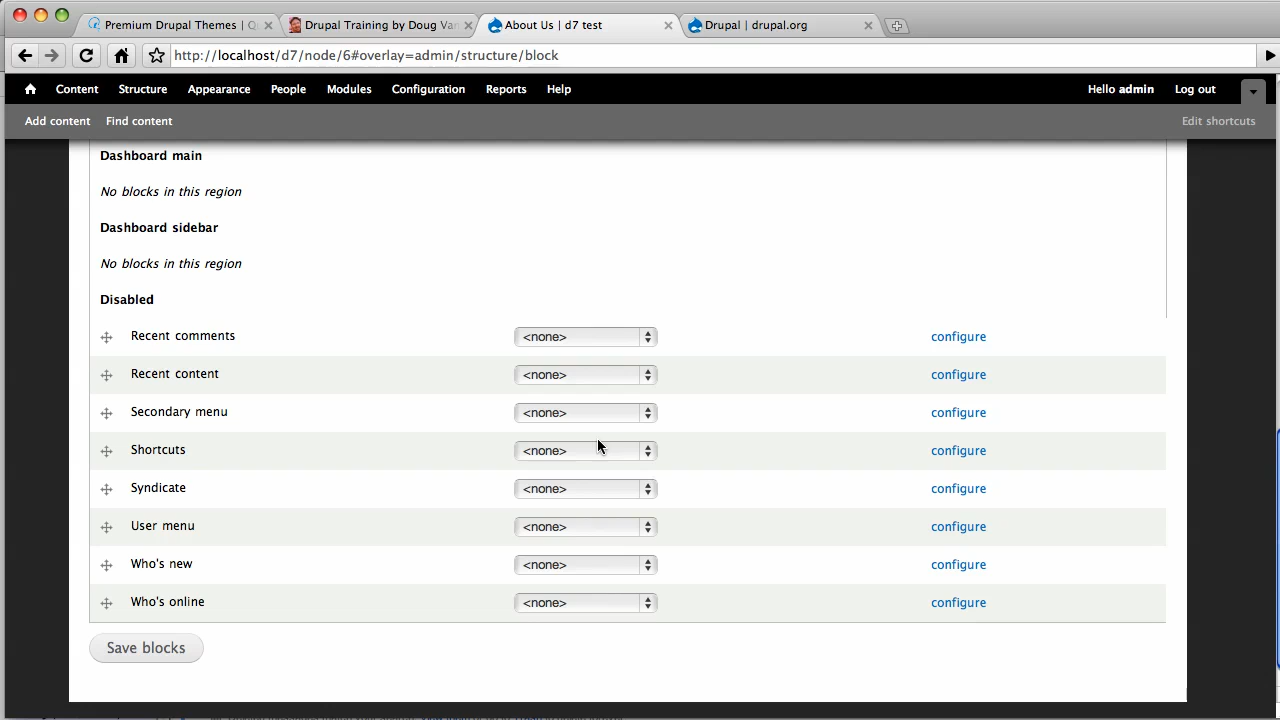 Premium Drupal Themes | Q
Drupal Training by Doug Van
About Us | d7 test
Drupal | drupal.org
http://localhost/d7/node/6#overlay=admin/structure/block
Content Structure Appearance People Modules Configuration Reports Help Hello admin Log out
Add content Find content Edit shortcuts
Dashboard main
No blocks in this region
Dashboard sidebar
No blocks in this region
Disabled
Recent comments <none> configure
Recent content <none> configure
Secondary menu <none> configure
Shortcuts <none> configure
Syndicate <none> configure
User menu <none> configure
Who's new <none> configure
Who's online <none> configure
Save blocks